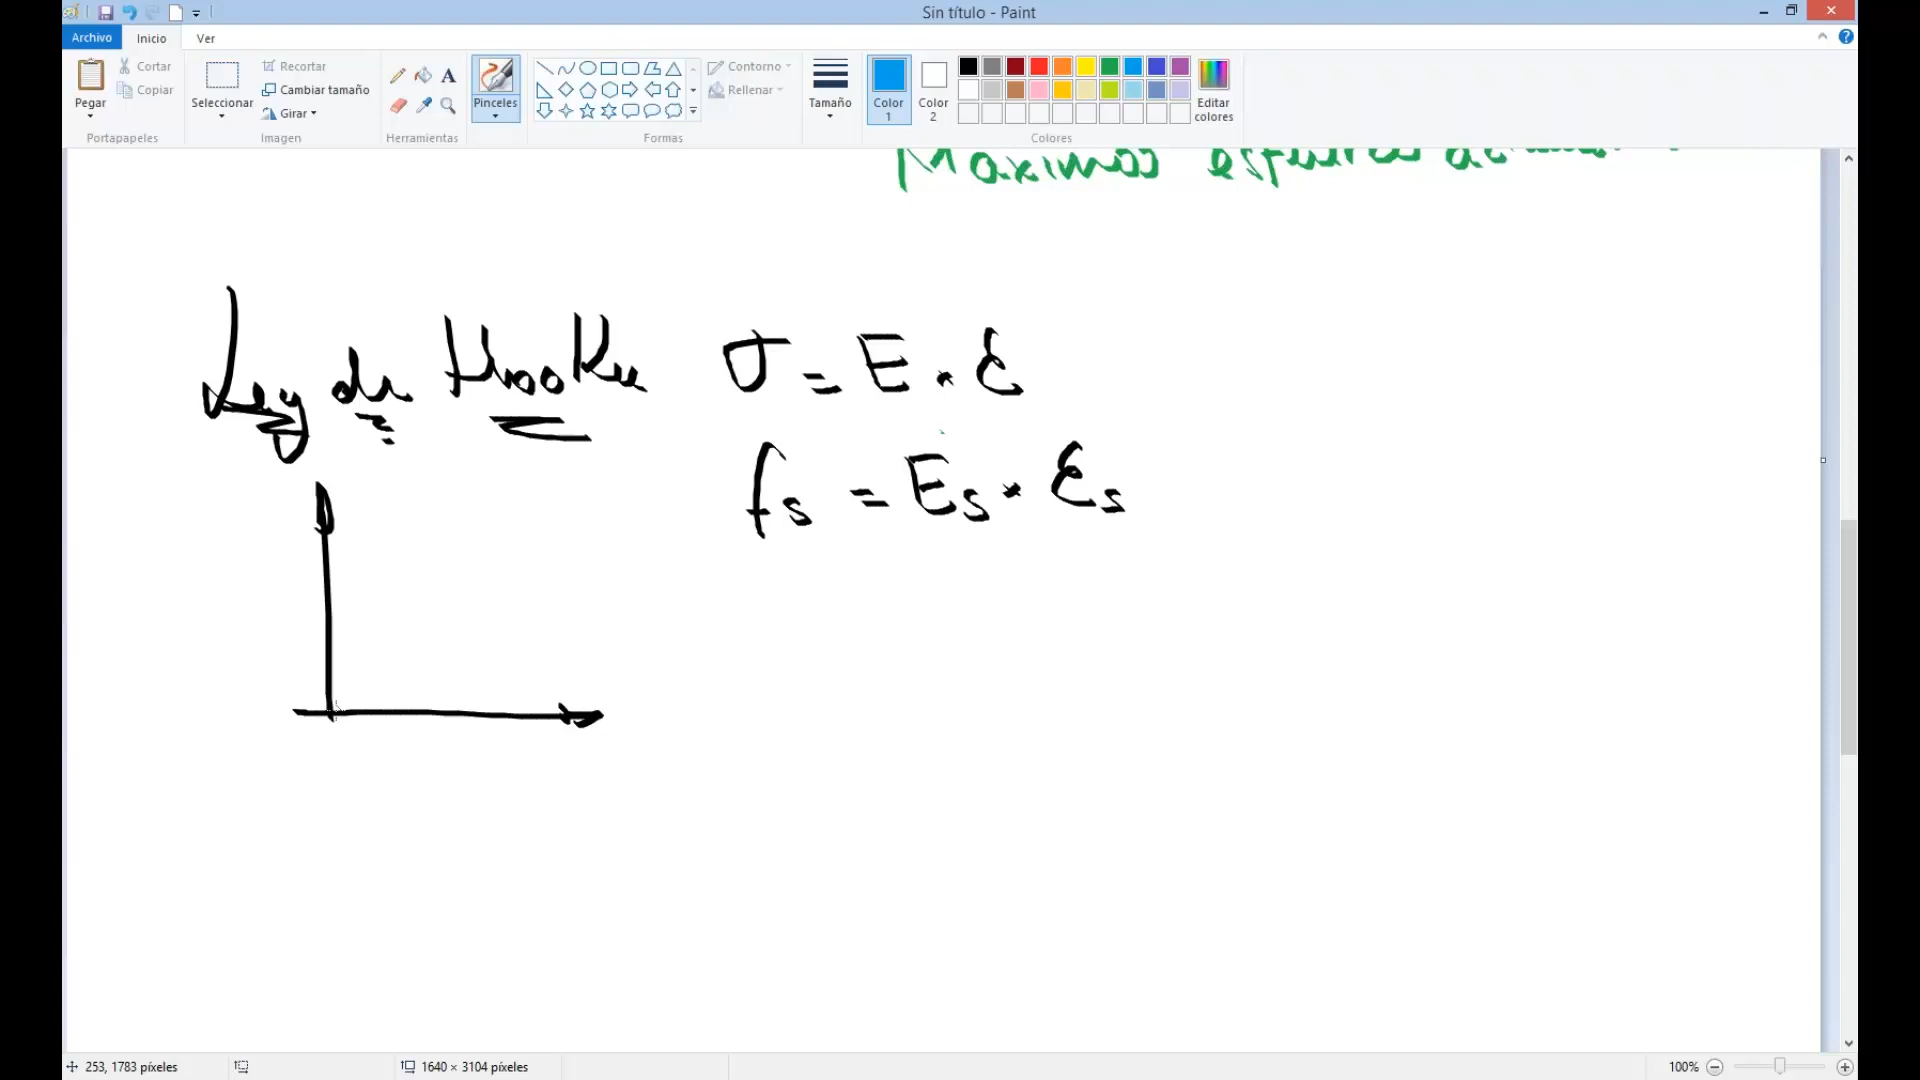 Sin título - Paint
Archivo Inicio Ver
Pegar Cortar Copiar Portapapeles
Seleccionar Recortar Cambiar tamaño Girar Imagen
A Herramientas
Pinceles
Contorno Rellenar Formas
Tamaño
Color 1 Color 2 Editar colores Colores
Maximos
Ley de Hooke σ = E * ε
fs = Es * εs
253, 1783 píxeles 1640 × 3104 píxeles 100%